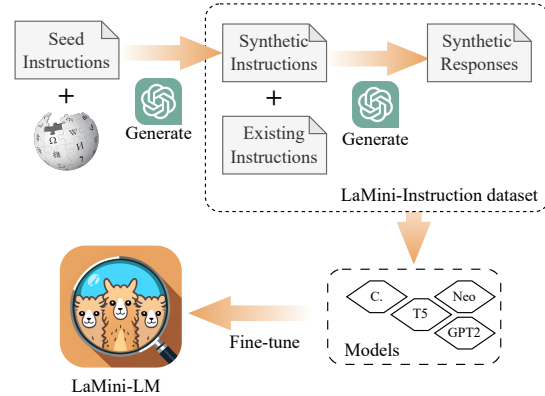 Seed
Instructions
+
Generate
Synthetic
Instructions
+
Existing
Instructions
Generate
Synthetic
Responses
LaMini-Instruction dataset
C.
T5
Neo
GPT2
Models
Fine-tune
LaMini-LM